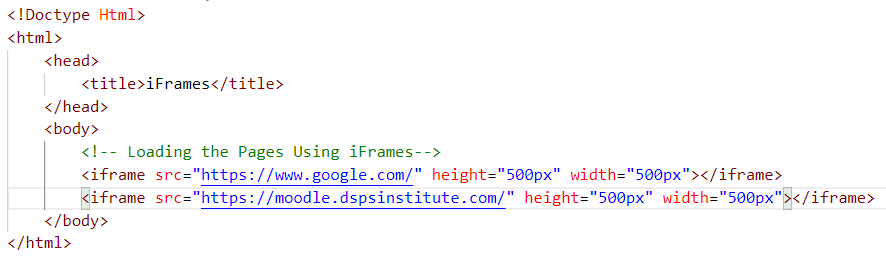 <!Doctype Html>
<html>
<head>
<title>iFrames</title>
</head>
<body>
<!-- Loading the Pages Using iFrames-->
<iframe src="https://www.google.com/" height="500px" width="500px"></iframe>
<iframe src="https://moodle.dspsinstitute.com/" height="500px" width="500px"></iframe>
</body>
</html>